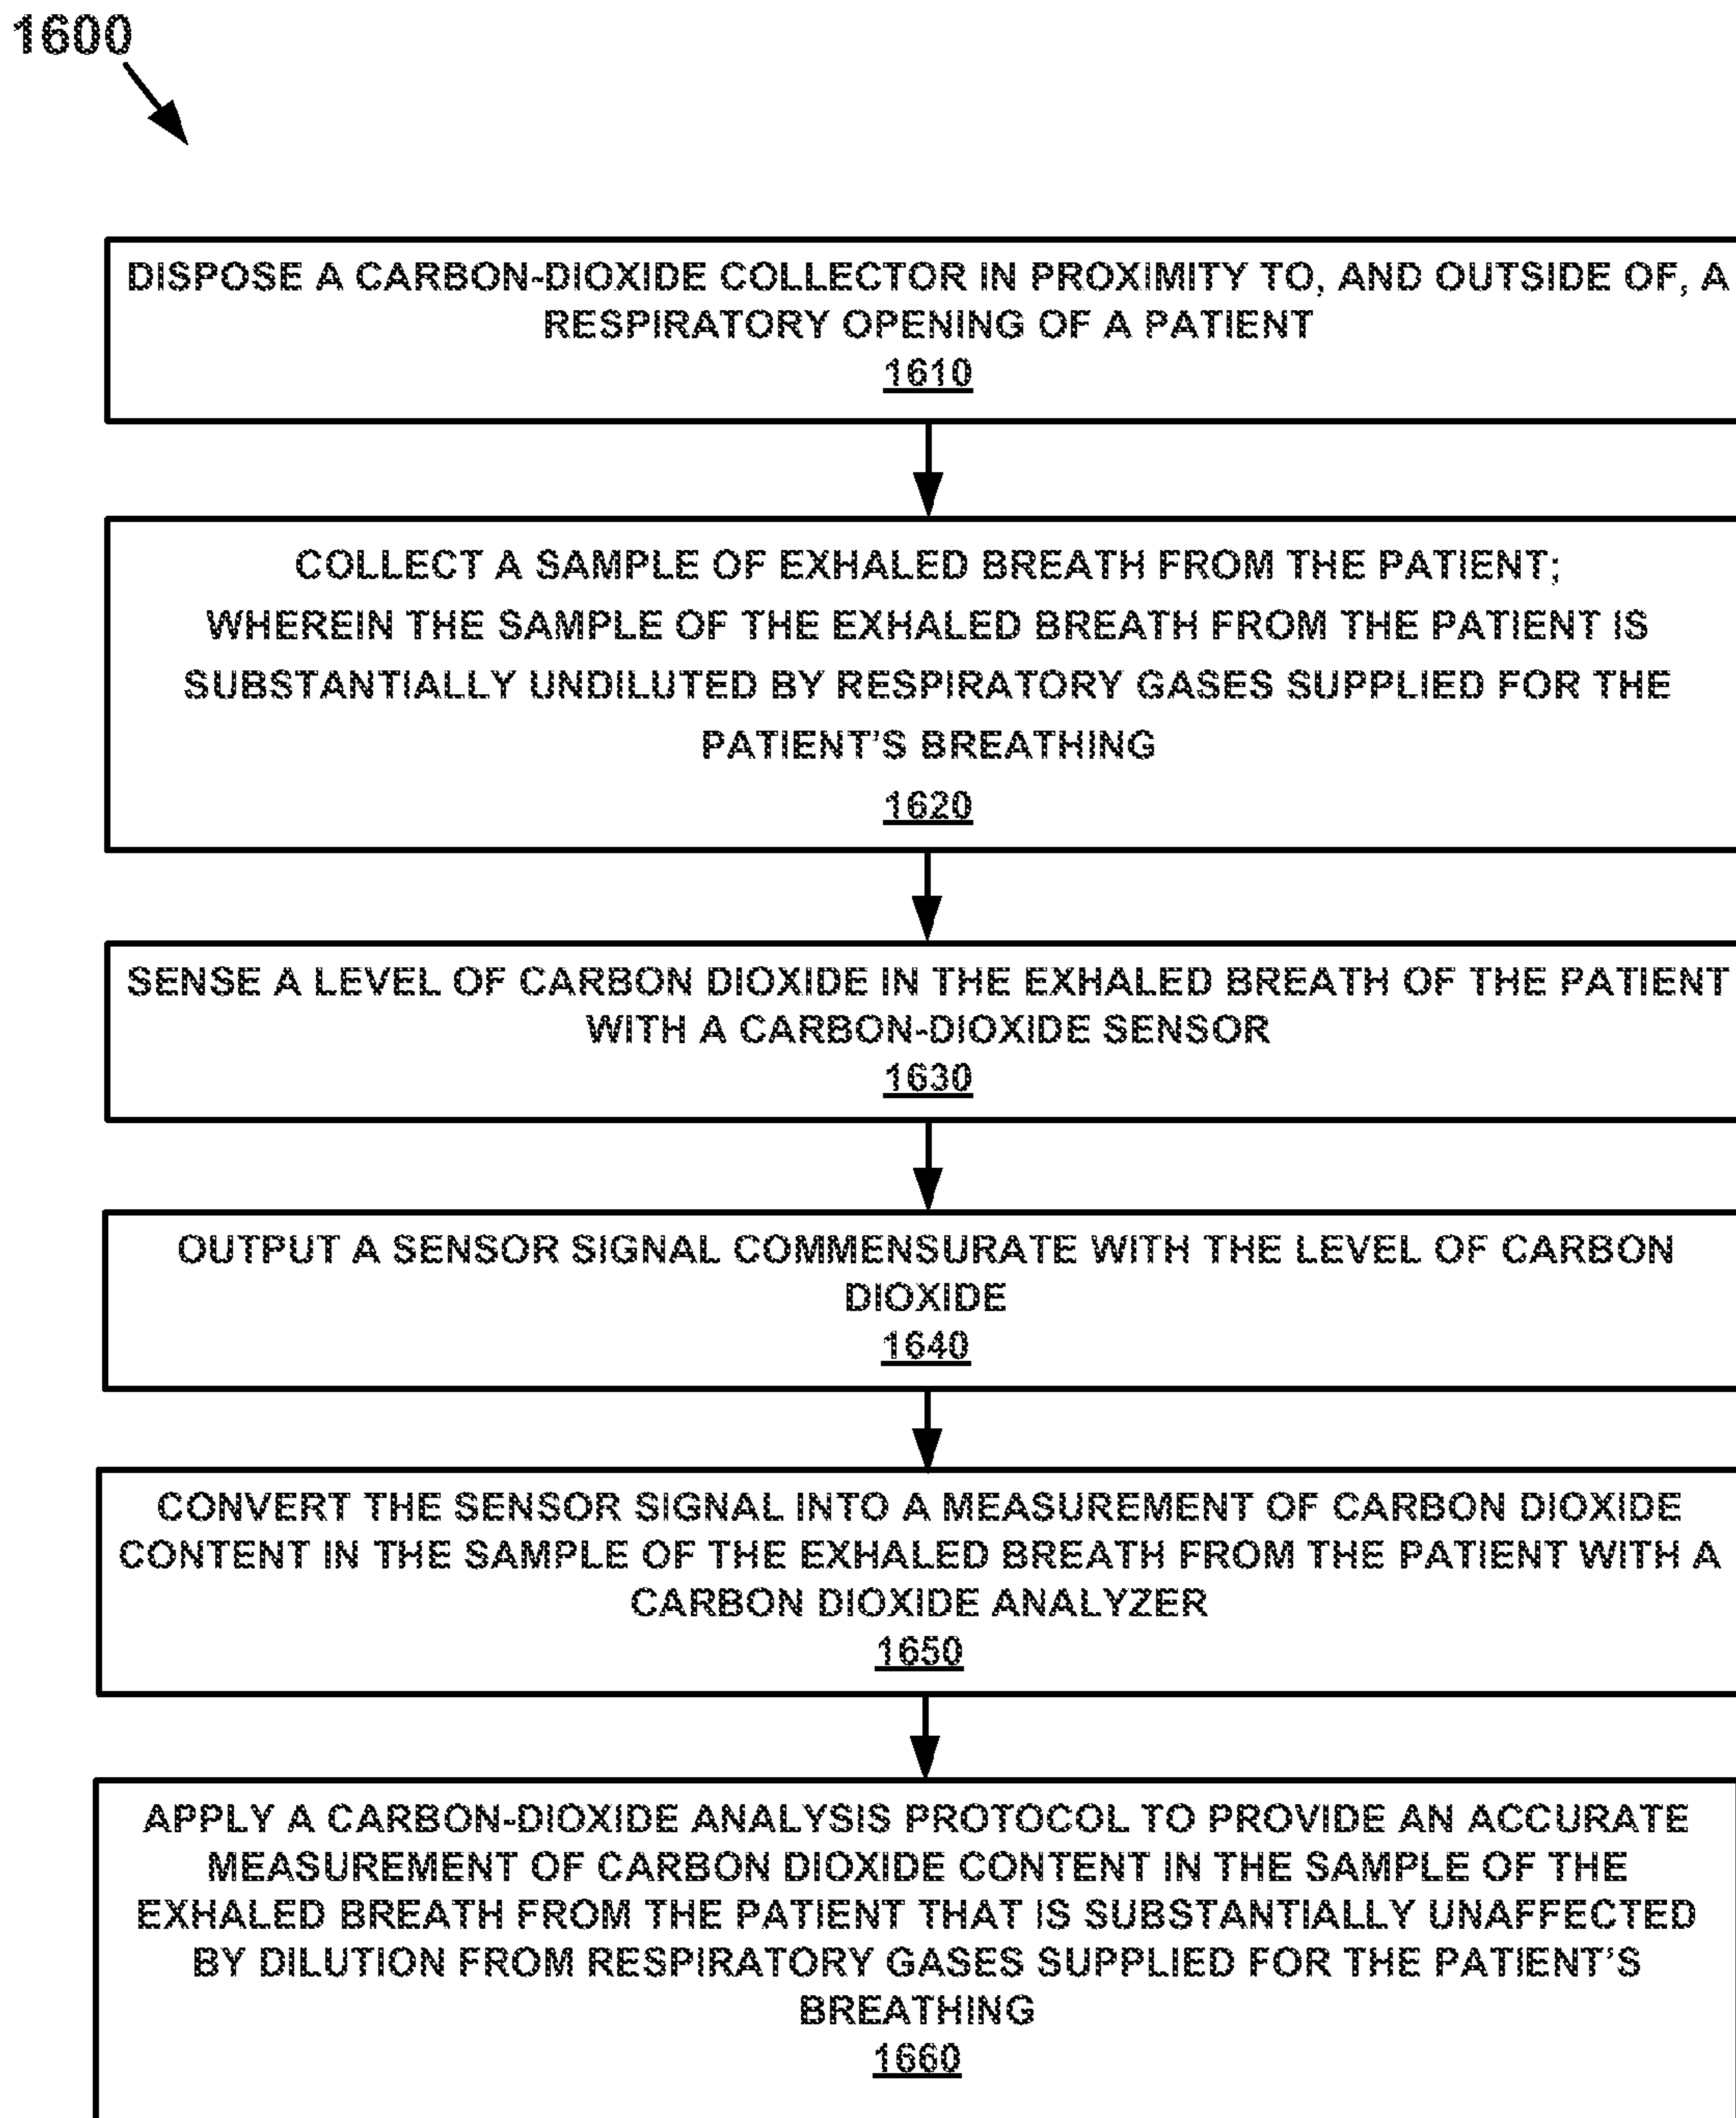 1600
DISPOSE A CARBON-DIOXIDE COLLECTOR IN PROXIMITY TO, AND OUTSIDE OF, A
RESPIRATORY OPENING OF A PATIENT
1610
COLLECT A SAMPLE OF EXHALED BREATH FROM THE PATIENT;
WHEREIN THE SAMPLE OF THE EXHALED BREATH FROM THE PATIENT IS
SUBSTANTIALLY UNDILUTED BY RESPIRATORY GASES SUPPLIED FOR THE
PATIENT'S BREATHING
1620
SENSE A LEVEL OF CARBON DIOXIDE IN THE EXHALED BREATH OF THE PATIENT
WITH A CARBON-DIOXIDE SENSOR
1630
OUTPUT A SENSOR SIGNAL COMMENSURATE WITH THE LEVEL OF CARBON
DIOXIDE
1640
CONVERT THE SENSOR SIGNAL INTO A MEASUREMENT OF CARBON DIOXIDE
CONTENT IN THE SAMPLE OF THE EXHALED BREATH FROM THE PATIENT WITH A
CARBON DIOXIDE ANALYZER
1650
APPLY A CARBON-DIOXIDE ANALYSIS PROTOCOL TO PROVIDE AN ACCURATE
MEASUREMENT OF CARBON DIOXIDE CONTENT IN THE SAMPLE OF THE
EXHALED BREATH FROM THE PATIENT THAT IS SUBSTANTIALLY UNAFFECTED
BY DILUTION FROM RESPIRATORY GASES SUPPLIED FOR THE PATIENT'S
BREATHING
1660